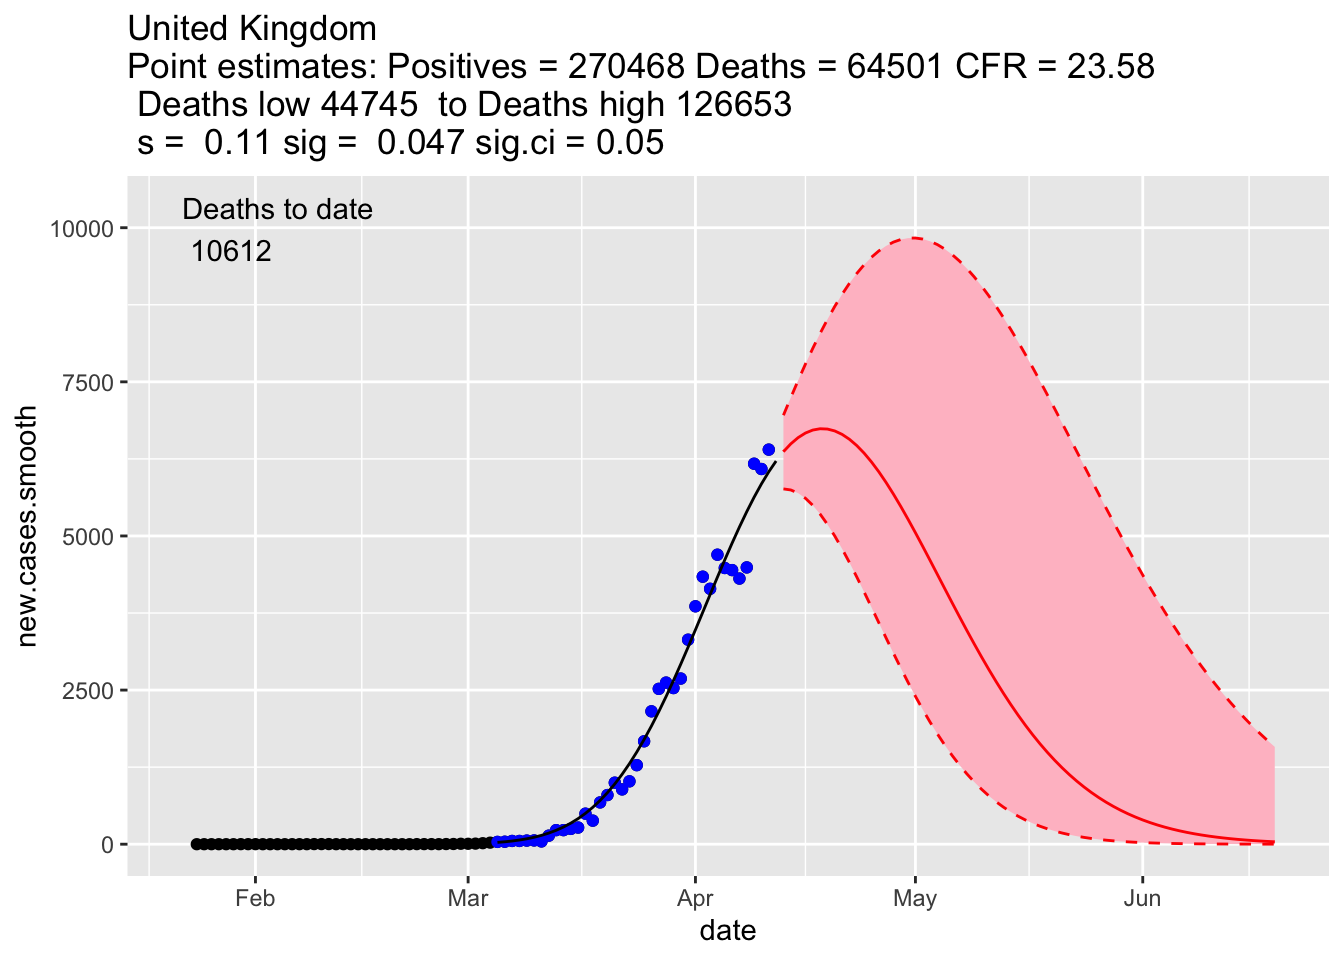 United Kingdom
Point estimates: Positives = 270468 Deaths = 64501 CFR = 23.58
Deaths low 44745  to Deaths high 126653
s =  0.11 sig =  0.047 sig.ci = 0.05
Deaths to date
10612
10000
7500
5000
2500
0
new.cases.smooth
Feb Mar Apr May Jun
date